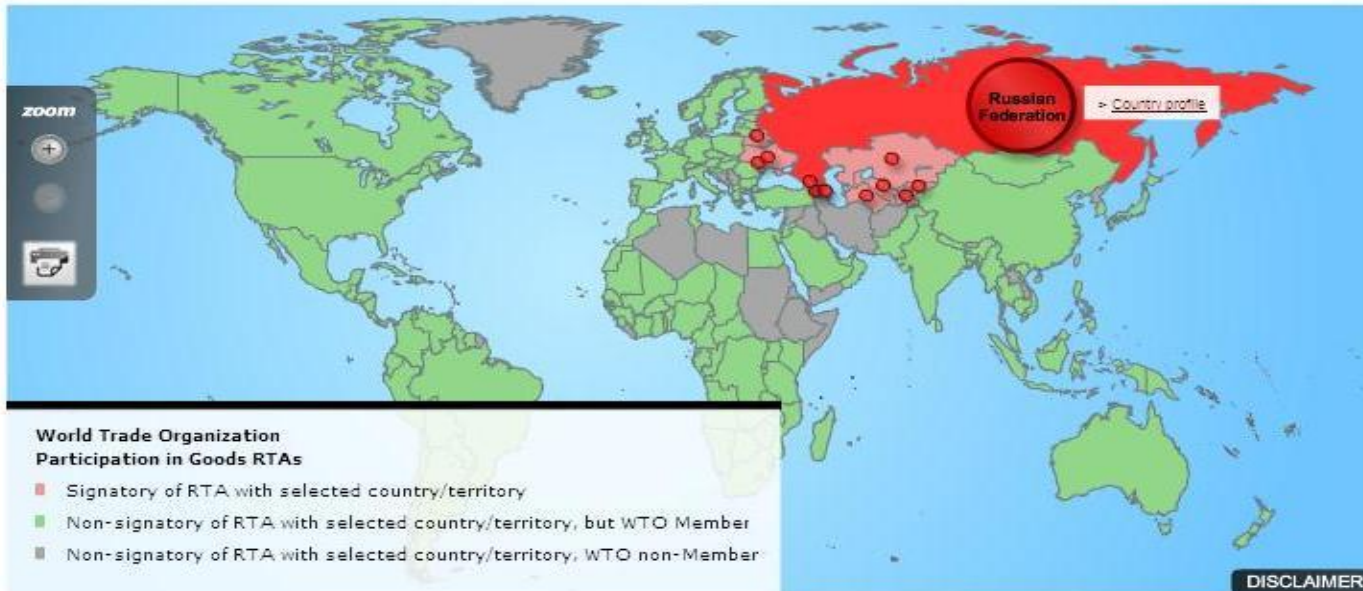 zoom
Russian
Federation
> Country profile
World Trade Organization
Participation in Goods RTAs
Signatory of RTA with selected country/territory
Non-signatory of RTA with selected country/territory, but WTO Member
Non-signatory of RTA with selected country/territory, WTO non-Member
DISCLAIMER